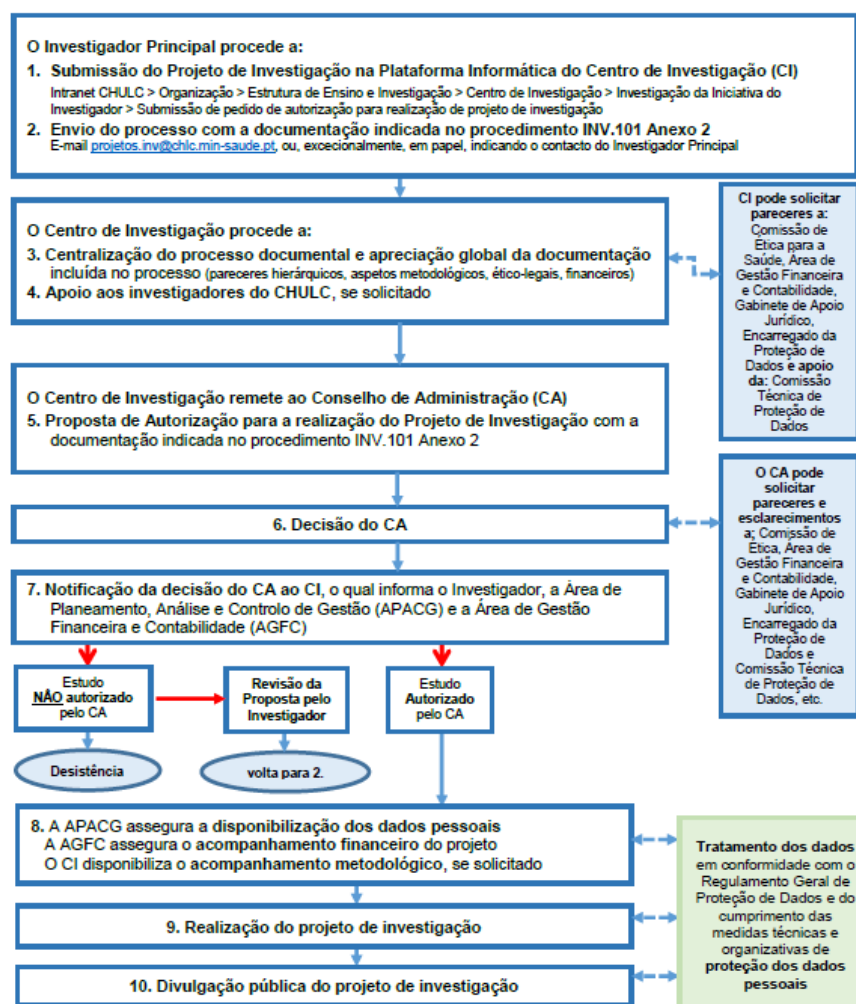 O Investigador Principal procede a:
1. Submissão do Projeto de Investigação na Plataforma Informática do Centro de Investigação (CI)
Intranet CHULC > Organização > Estrutura de Ensino e Investigação > Centro de Investigação > Investigação da Iniciativa do
Investigador > Submissão de pedido de autorização para realização de projeto de investigação
2. Envio do processo com a documentação indicada no procedimento INV.101 Anexo 2
E-mail projetos.inv@chlc.min-saude.pt, ou, excecionalmente, em papel, indicando o contacto do Investigador Principal
O Centro de Investigação procede a:
3. Centralização do processo documental e apreciação global da documentação
incluída no processo (pareceres hierárquicos, aspetos metodológicos, ético-legais, financeiros)
4. Apoio aos investigadores do CHULC, se solicitado
CI pode solicitar
pareceres a:
Comissão de
Ética para a
Saúde, Área de
Gestão Financeira
e Contabilidade,
Gabinete de Apoio
Jurídico,
Encarregado da
Proteção de
Dados e apoio
da: Comissão
Técnica de
Proteção de
Dados
O Centro de Investigação remete ao Conselho de Administração (CA)
5. Proposta de Autorização para a realização do Projeto de Investigação com a
documentação indicada no procedimento INV.101 Anexo 2
6. Decisão do CA
O CA pode
solicitar
pareceres e
esclarecimentos
a; Comissão de
Ética, Área de
Gestão Financeira
e Contabilidade,
Gabinete de Apoio
Jurídico,
Encarregado da
Proteção de
Dados e
Comissão Técnica
de Proteção de
Dados, etc.
7. Notificação da decisão do CA ao CI, o qual informa o Investigador, a Área de
Planeamento, Análise e Controlo de Gestão (APACG) e a Área de Gestão
Financeira e Contabilidade (AGFC)
Estudo
NÃO autorizado
pelo CA
Revisão da
Proposta pelo
Investigador
Estudo
Autorizado
pelo CA
Desistência
volta para 2.
8. A APACG assegura a disponibilização dos dados pessoais
A AGFC assegura o acompanhamento financeiro do projeto
O CI disponibiliza o acompanhamento metodológico, se solicitado
9. Realização do projeto de investigação
10. Divulgação pública do projeto de investigação
Tratamento dos dados
em conformidade com o
Regulamento Geral de
Proteção de Dados e do
cumprimento das
medidas técnicas e
organizativas de
proteção dos dados
pessoais